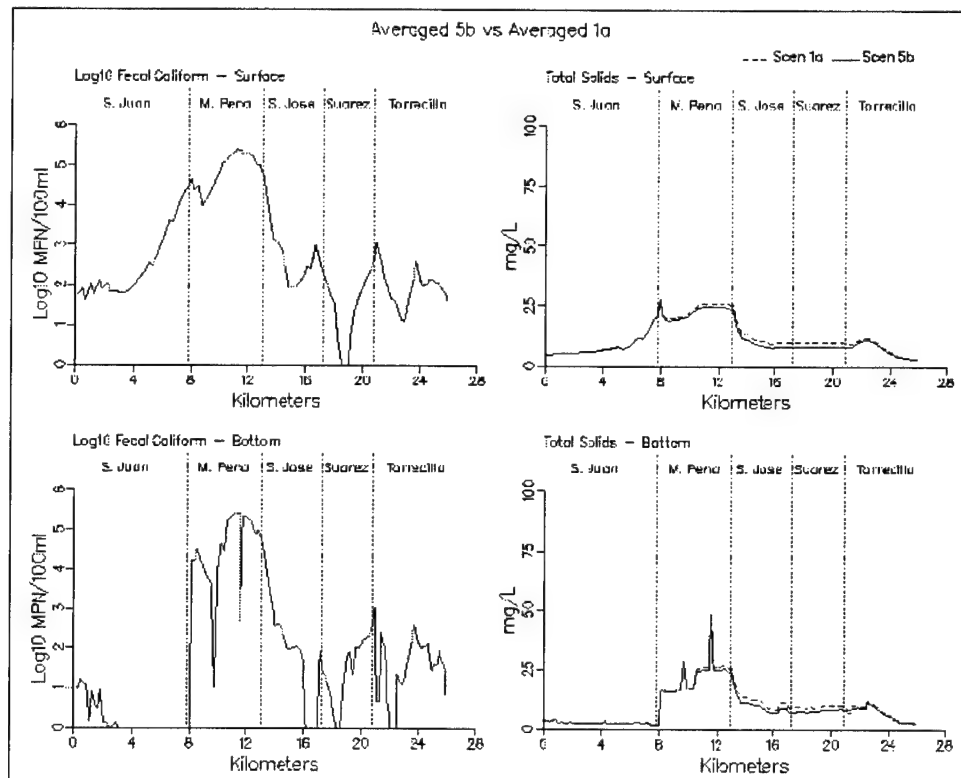 Averaged 5b vs Averaged 1a
Scen 1a Scen 5b
Log10 Fecal Coliform – Surface
S. Juan M. Pena S. Jose Suarez Torrecilla
Log10 MPN/100ml
0 1 2 3 4 5 6
0 4 8 12 16 20 24 28
Kilometers
Total Solids – Surface
S. Juan M. Pena S. Jose Suarez Torrecilla
mg/L
0 25 50 75 100
0 4 8 12 16 20 24 28
Kilometers
Log10 Fecal Coliform – Bottom
S. Juan M. Pena S. Jose Suarez Torrecilla
Log10 MPN/100ml
0 1 2 3 4 5 6
0 4 8 12 16 20 24 28
Kilometers
Total Solids – Bottom
S. Juan M. Pena S. Jose Suarez Torrecilla
mg/L
0 25 50 75 100
0 4 8 12 16 20 24 28
Kilometers